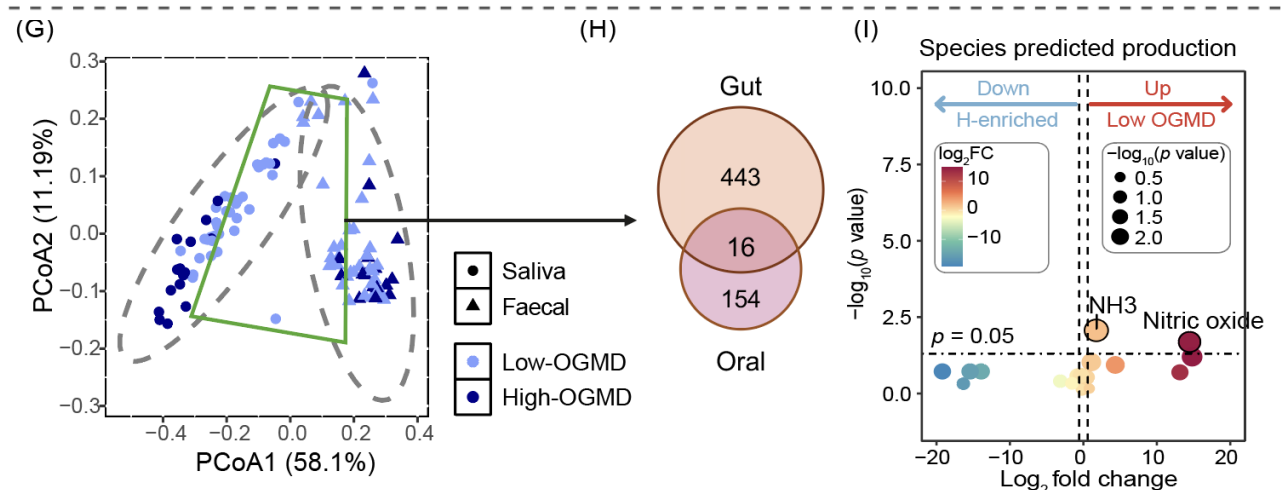 (G)
0.3
0.2
0.1
0.0
−0.1
−0.2
−0.3
PCoA2 (11.19%)
−0.4
−0.2
0.0
0.2
0.4
PCoA1 (58.1%)
Saliva
Faecal
Low-OGMD
High-OGMD
(H)
Gut
443
16
154
Oral
(I)
Species predicted production
10.0
7.5
5.0
2.5
0.0
−log10(p value)
Down
Up
H-enriched
Low OGMD
log2FC
10
0
−10
−log10(p value)
0.5
1.0
1.5
2.0
NH3
Nitric oxide
p = 0.05
−20
−10
0
10
20
Log2 fold change